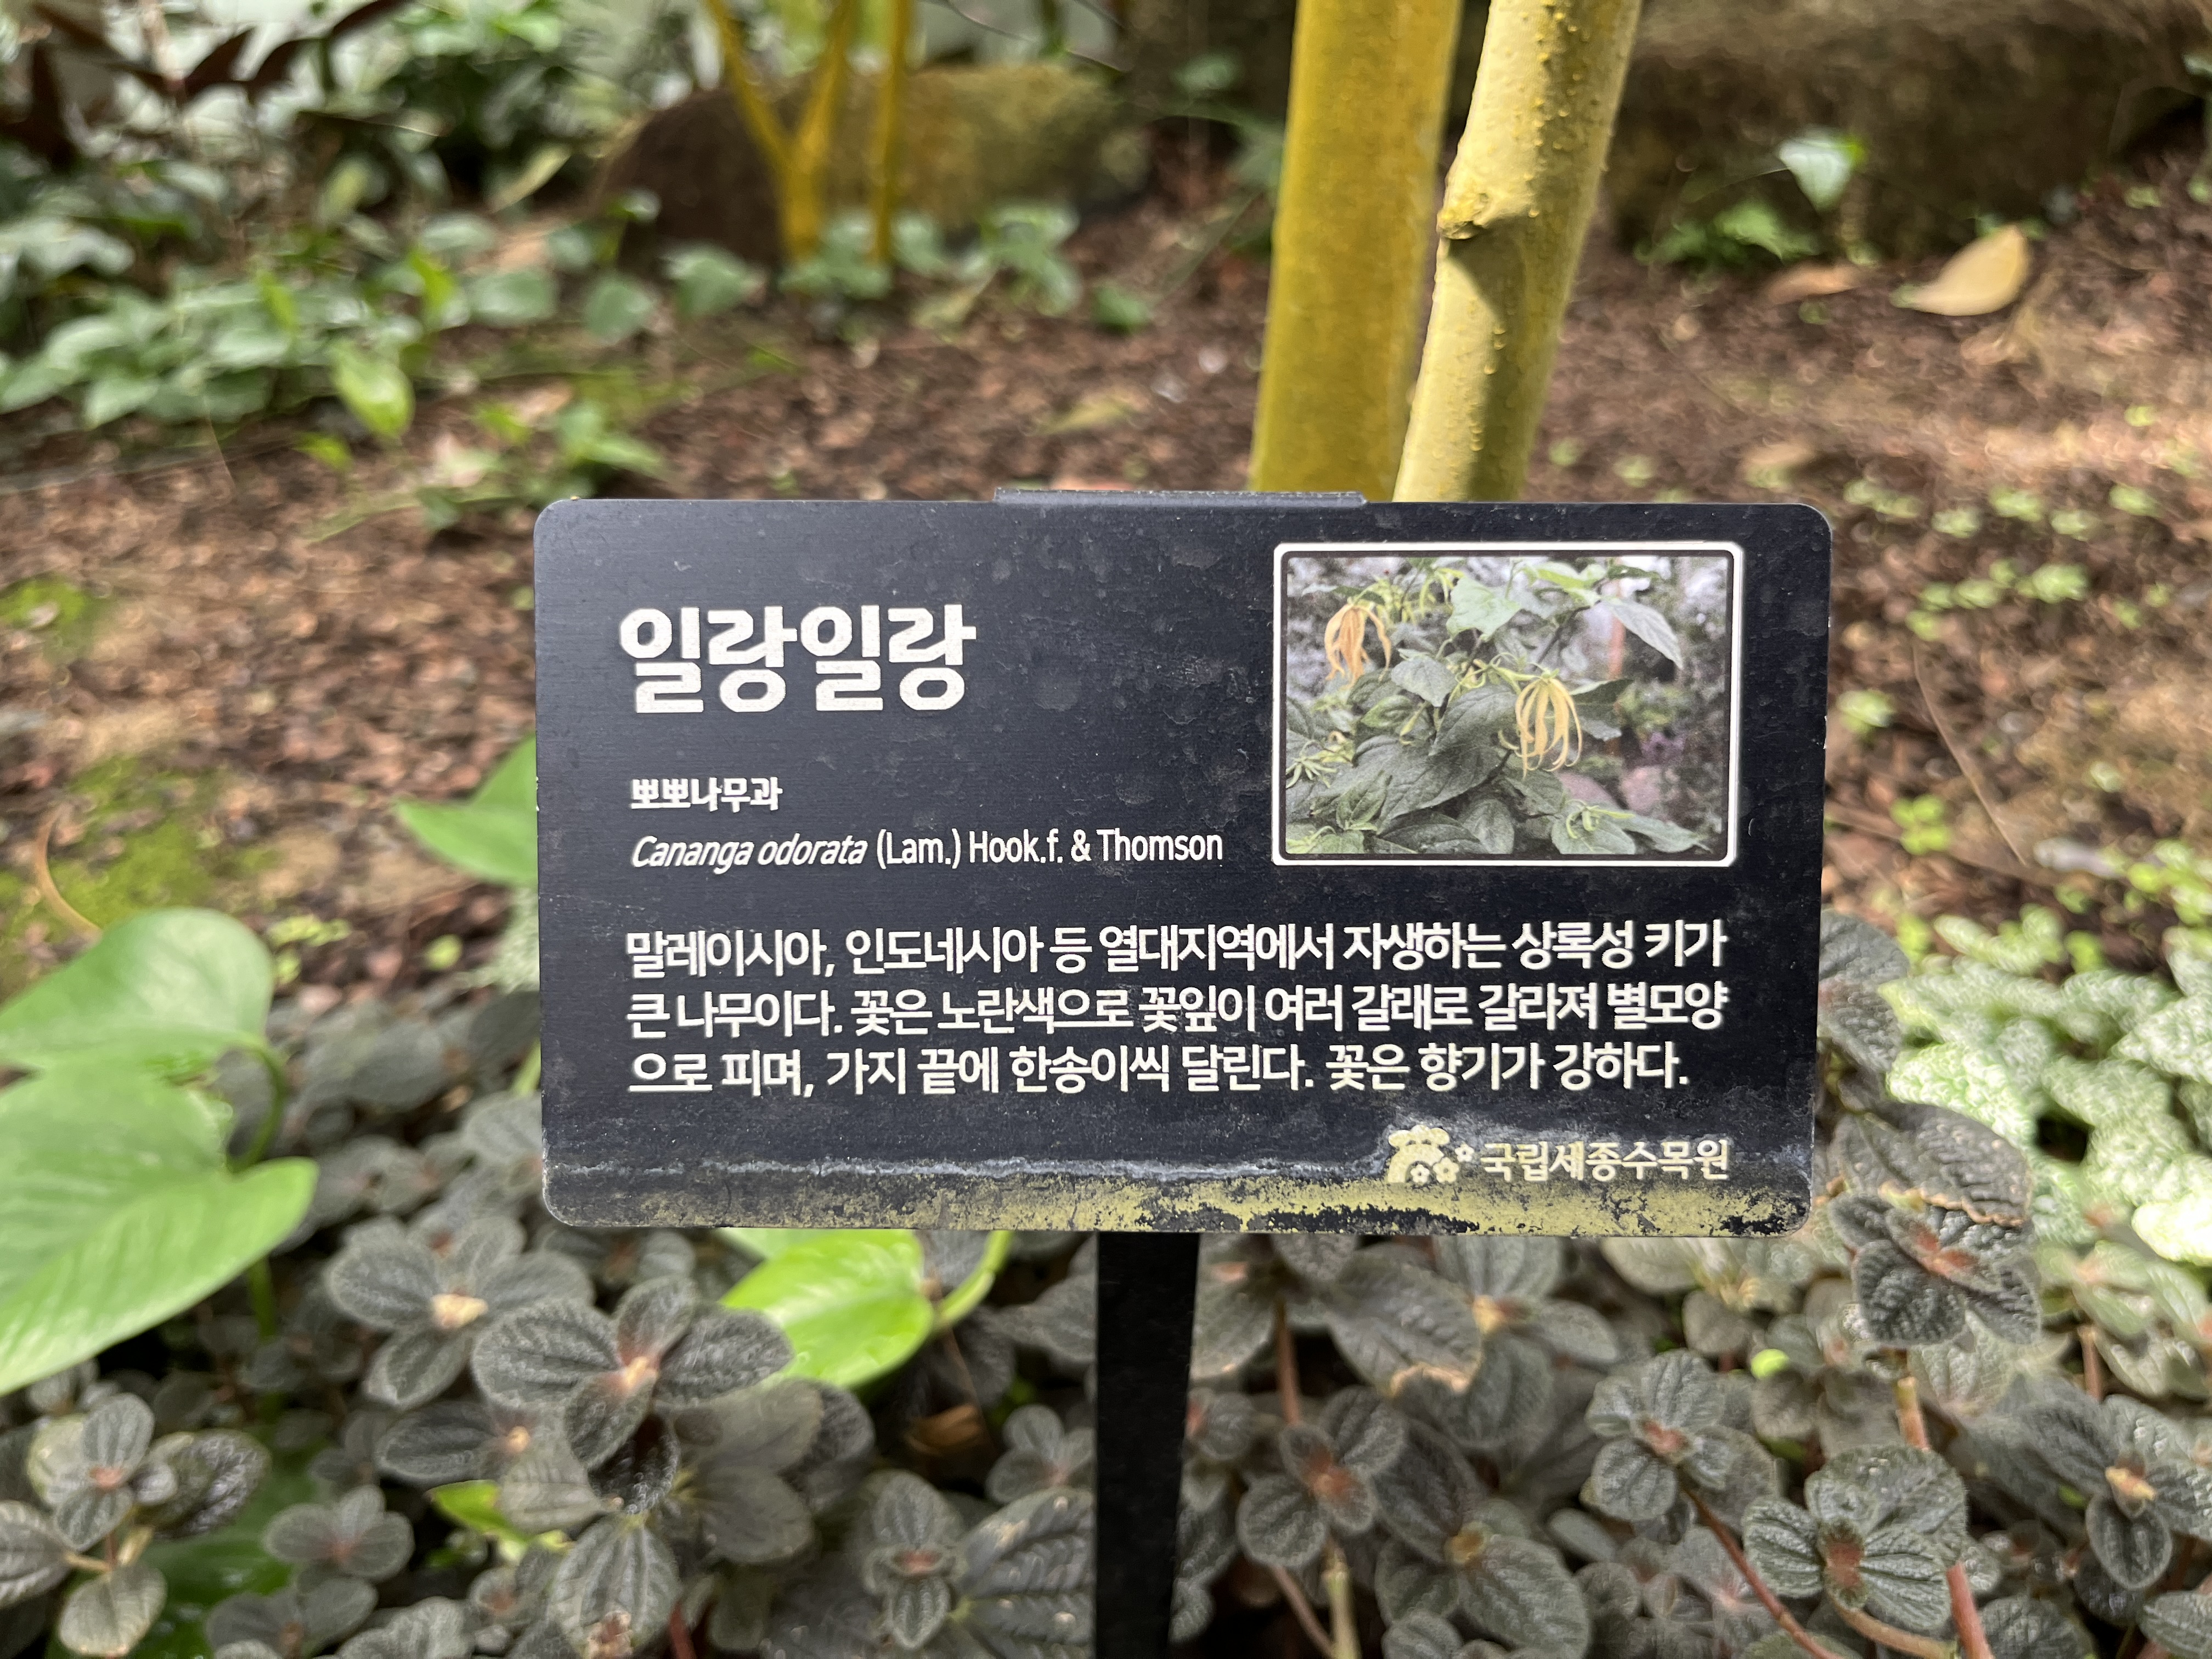 일랑일랑
뽀뽀나무과
Cananga odorata (Lam.) Hook.f. & Thomson
말레이시아, 인도네시아 등 열대지역에서 자생하는 상록성 키가
큰 나무이다. 꽃은 노란색으로 꽃잎이 여러 갈래로 갈라져 별모양
으로 피며, 가지 끝에 한송이씩 달린다. 꽃은 향기가 강하다.
국립세종수목원